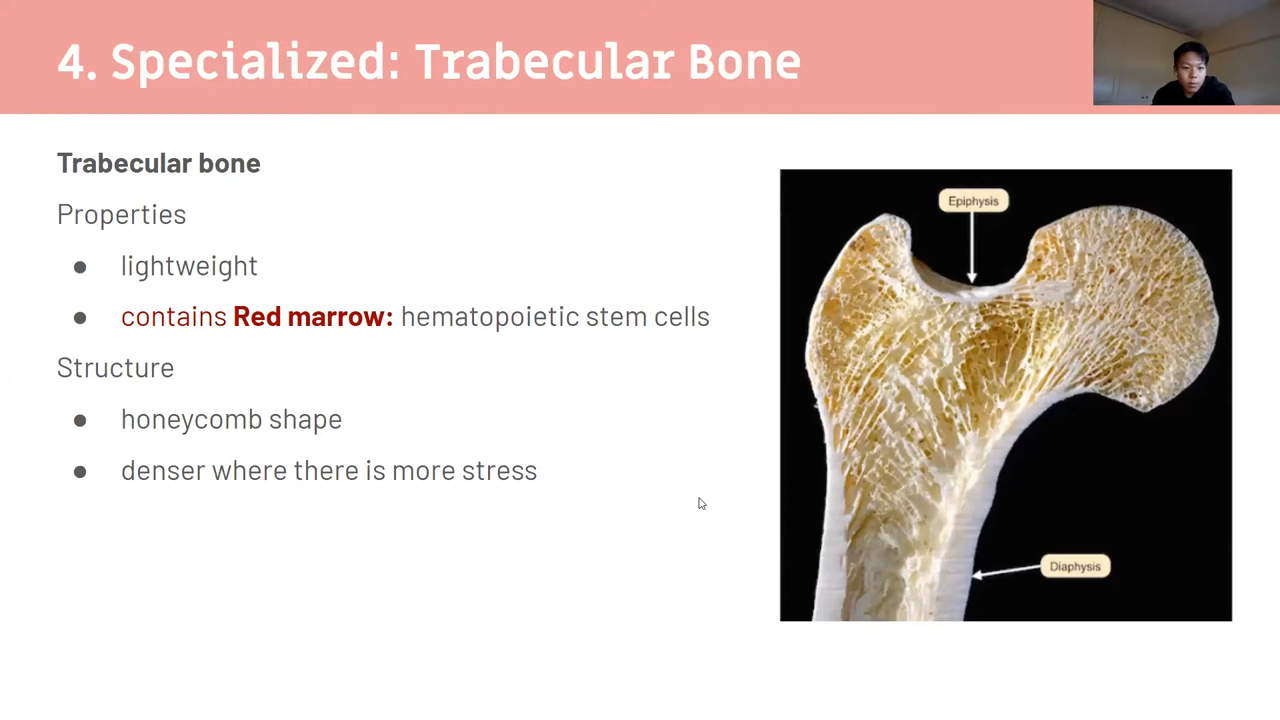 4. Specialized: Trabecular Bone
Trabecular bone
Properties
● lightweight
● contains Red marrow: hematopoietic stem cells
Structure
● honeycomb shape
● denser where there is more stress
Epiphysis
Diaphysis